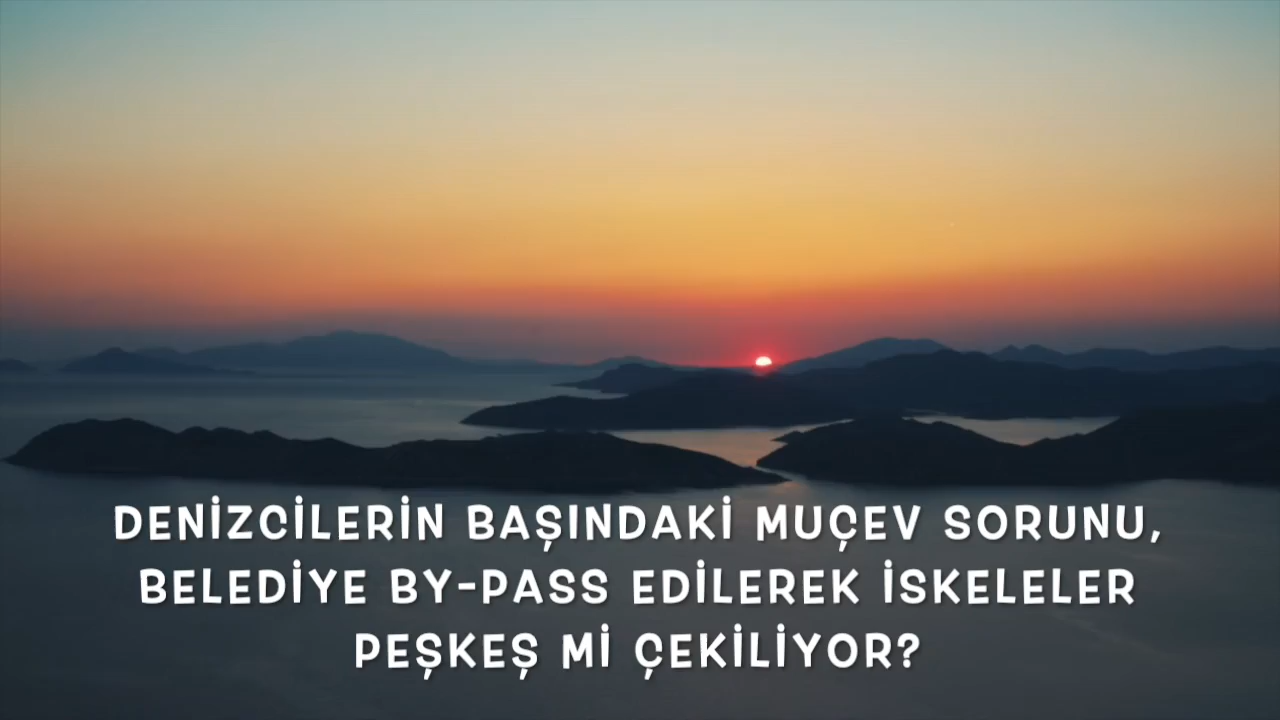 DENİZCİLERİN BAŞINDAKİ MUÇEV SORUNU,
BELEDİYE BY-PASS EDİLEREK İSKELELER
PEŞKEŞ Mİ ÇEKİLİYOR?